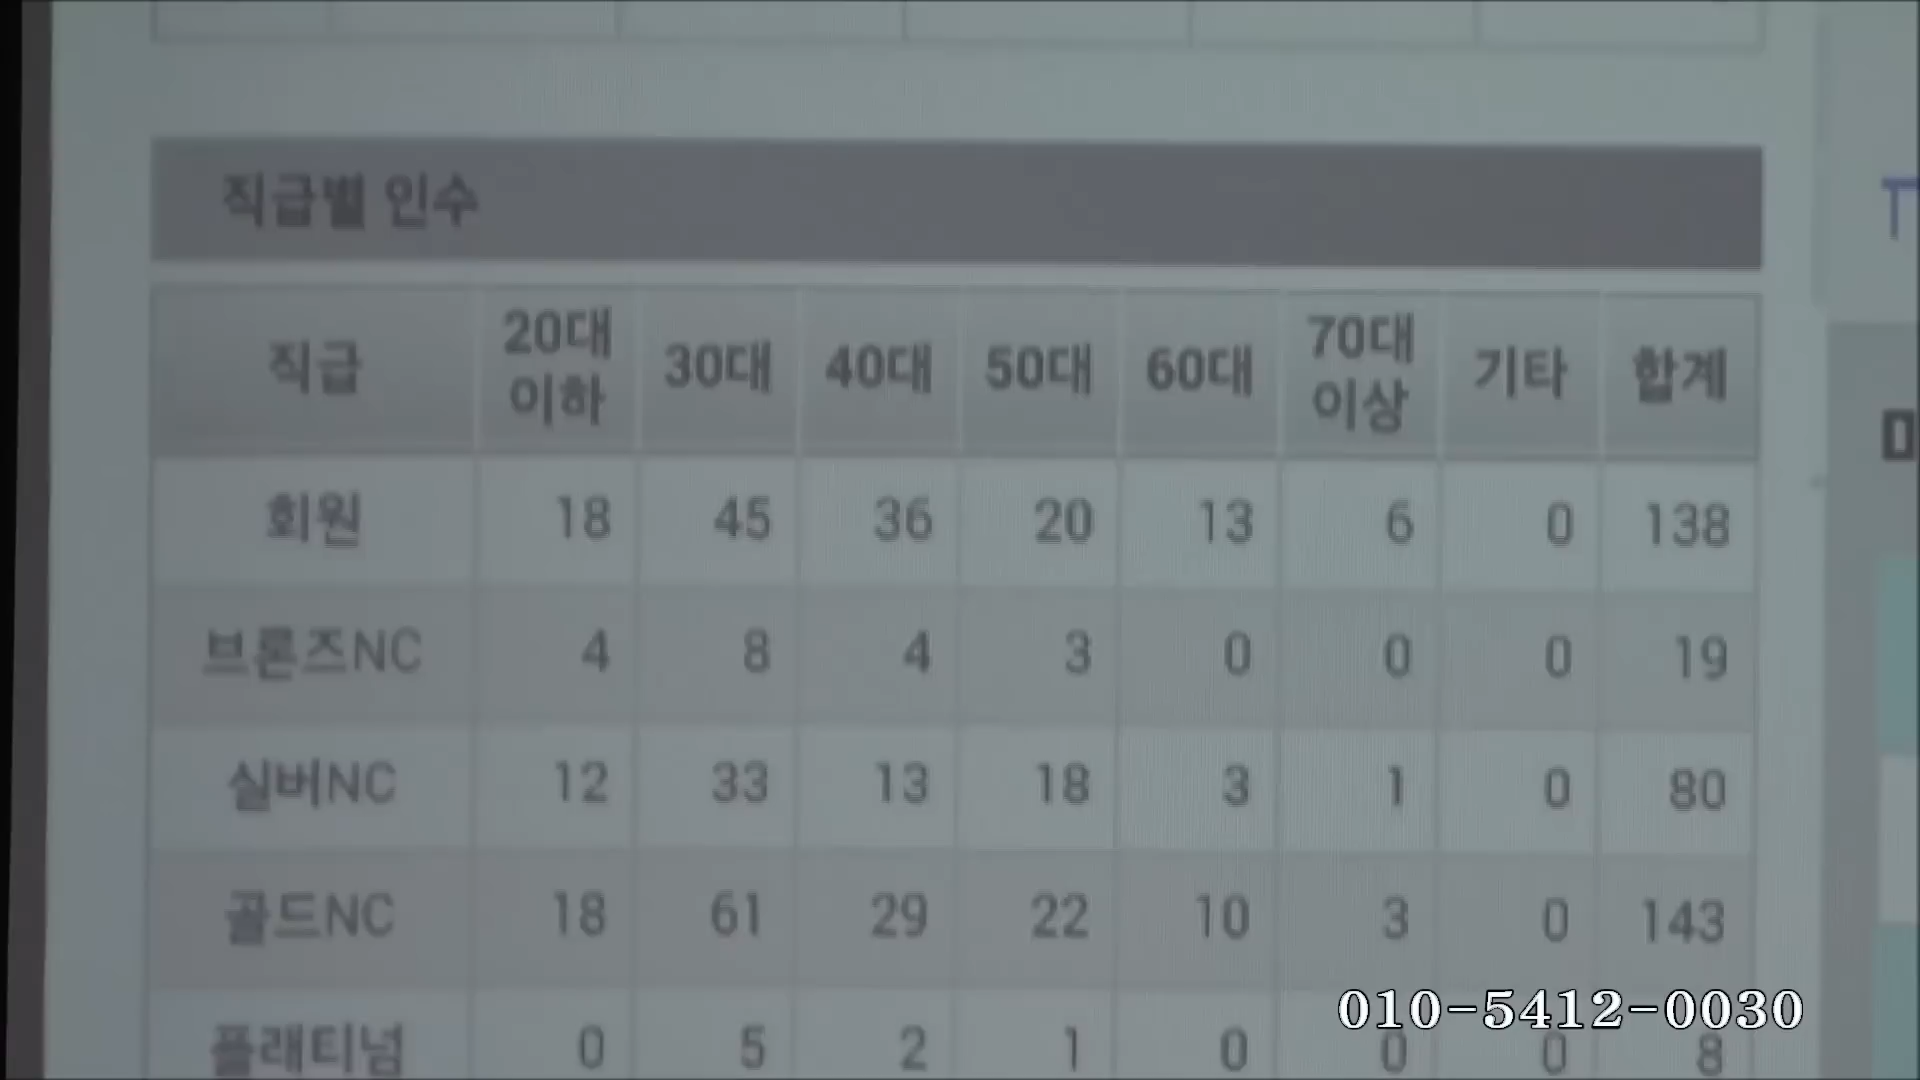 직급별 인수
직급 20대 이하 30대 40대 50대 60대 70대 이상 기타 합계
회원 18 45 36 20 13 6 0 138
브론즈NC 4 8 4 3 0 0 0 19
실버NC 12 33 13 18 3 1 0 80
골드NC 18 61 29 22 10 3 0 143
플래티넘 0 5 2 1 0 0 0 8
010-5412-0030